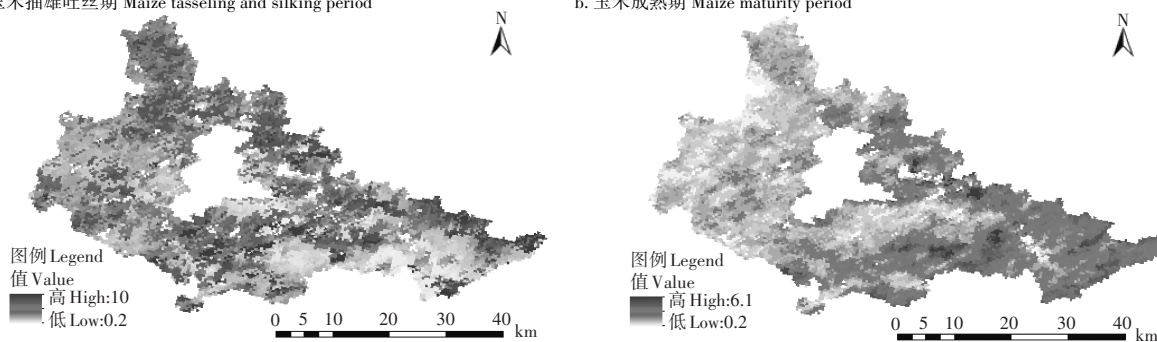 玉米抽雄吐丝期 Maize tasseling and silking period
b. 玉米成熟期 Maize maturity period
N
图例 Legend
值 Value
高 High:10
低 Low:0.2
0 5 10 20 30 40
km
N
图例 Legend
值 Value
高 High:6.1
低 Low:0.2
0 5 10 20 30 40
km